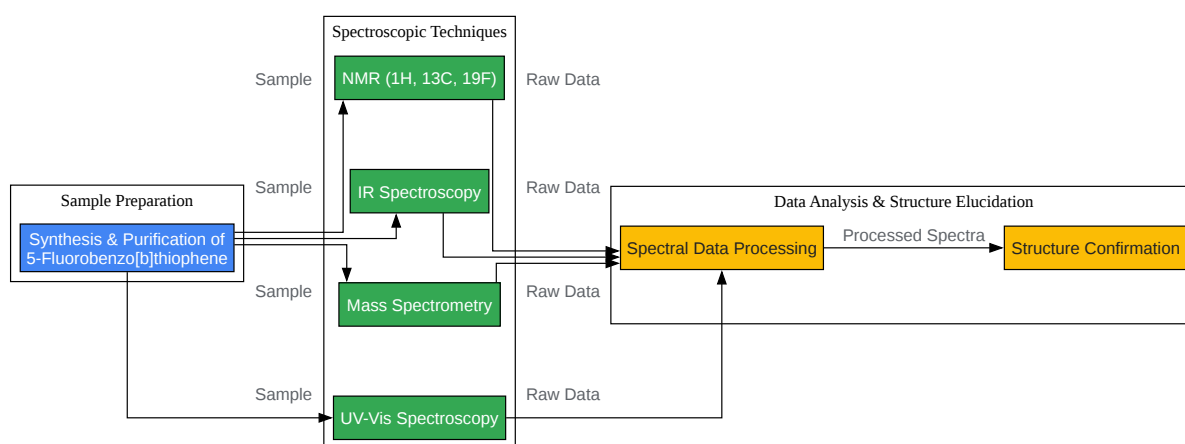 Spectroscopic Techniques
Sample
NMR (1H, 13C, 19F)
Raw Data
Sample
IR Spectroscopy
Raw Data
Sample Preparation
Synthesis & Purification of
5-Fluorobenzo[b]thiophene
Data Analysis & Structure Elucidation
Spectral Data Processing
Processed Spectra
Structure Confirmation
Sample
Mass Spectrometry
Raw Data
Sample
UV-Vis Spectroscopy
Raw Data